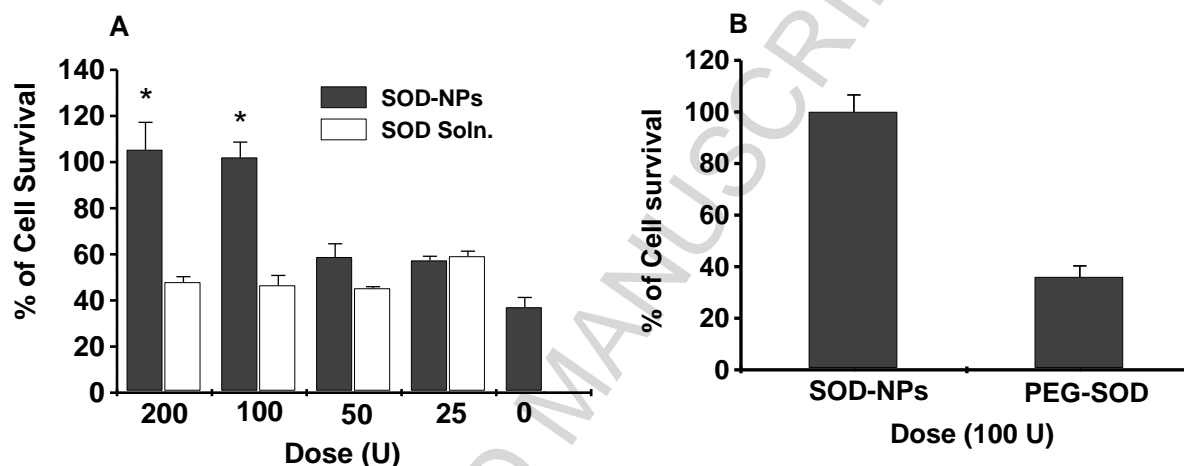 A
% of Cell Survival
140
120
100
80
60
40
20
0
*
*
SOD-NPs
SOD Soln.
200 100 50 25 0
Dose (U)
B
% of Cell survival
120
100
80
60
40
20
0
SOD-NPs PEG-SOD
Dose (100 U)
D MANUSCRI